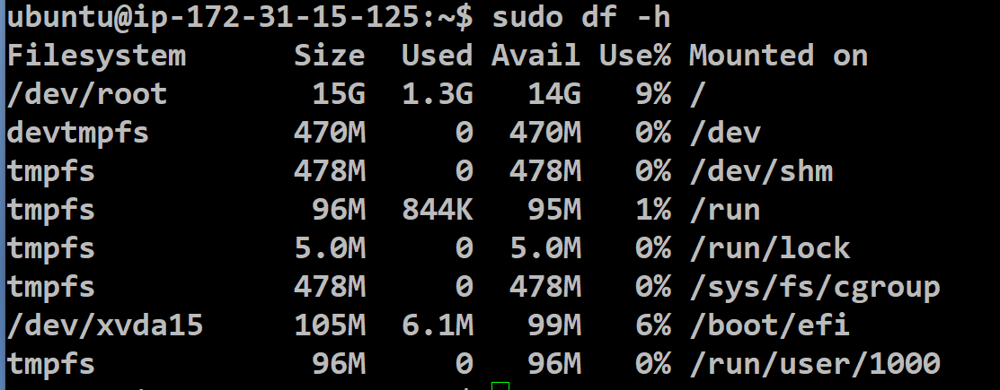 ubuntu@ip-172-31-15-125:~$ sudo df -h
Filesystem      Size  Used Avail Use% Mounted on
/dev/root        15G  1.3G   14G   9% /
devtmpfs        470M     0  470M   0% /dev
tmpfs           478M     0  478M   0% /dev/shm
tmpfs            96M  844K   95M   1% /run
tmpfs           5.0M     0  5.0M   0% /run/lock
tmpfs           478M     0  478M   0% /sys/fs/cgroup
/dev/xvda15     105M  6.1M   99M   6% /boot/efi
tmpfs            96M     0   96M   0% /run/user/1000